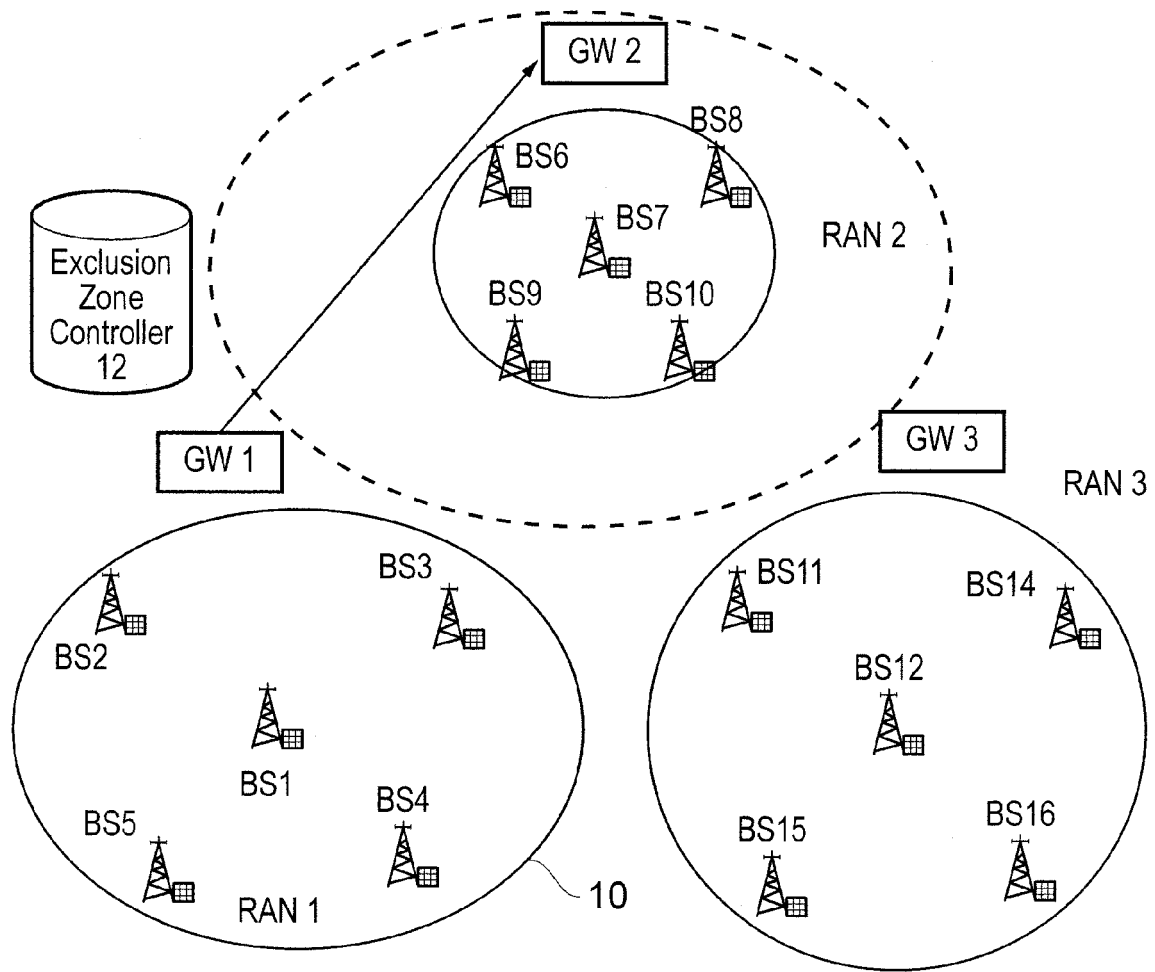 GW 2
BS8
BS6
BS7
RAN 2
Exclusion
Zone
Controller
12
BS9
BS10
GW 1
GW 3
RAN 3
BS3
BS11
BS14
BS2
BS12
BS1
BS4
BS5
BS15
BS16
10
RAN 1